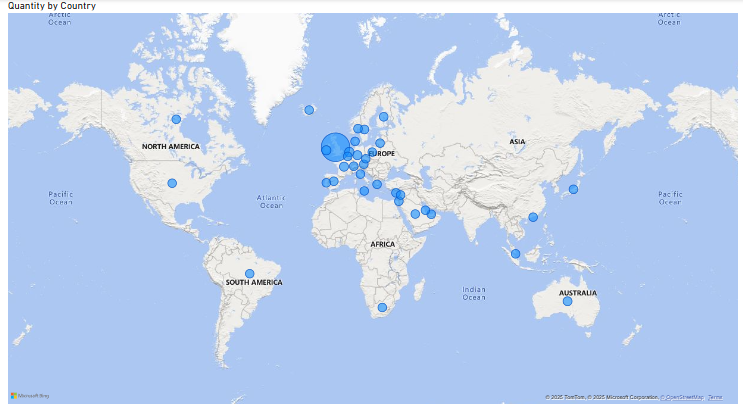 Quantity by Country
Arctic
Ocean
Arctic
Ocean
NORTH AMERICA
EUROPE
ASIA
Pacific
Ocean
Atlantic
Ocean
Pacific
Ocean
AFRICA
SOUTH AMERICA
Indian
Ocean
AUSTRALIA
Microsoft Bing
© 2025 TomTom, © 2025 Microsoft Corporation, © OpenStreetMap Terms